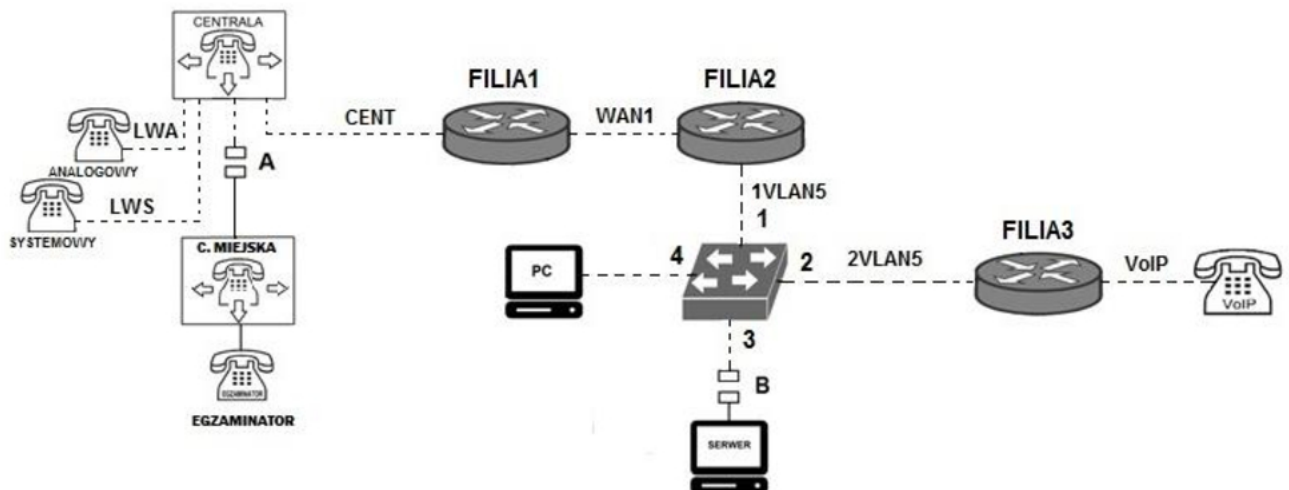 CENTRALA
FILIA1
FILIA2
CENT
WAN1
LWA
A
ANALOGOWY
LWS
SYSTEMOWY
1VLAN5
1
C. MIEJSKA
FILIA3
PC
4
2
2VLAN5
VoIP
VoIP
3
B
EGZAMINATOR
EGZAMINATOR
SERWER